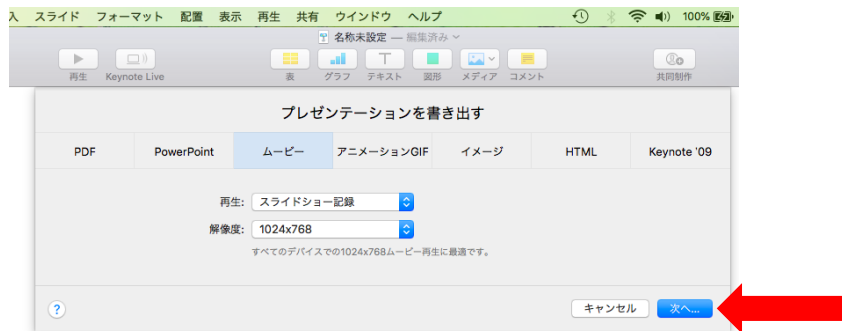 入 スライド フォーマット 配置 表示 再生 共有 ウインドウ ヘルプ 100%
名称未設定 — 編集済み
再生 Keynote Live 表 グラフ テキスト 図形 メディア コメント 共同制作
プレゼンテーションを書き出す
PDF PowerPoint ムービー アニメーションGIF イメージ HTML Keynote '09
再生: スライドショー記録
解像度: 1024x768
すべてのデバイスでの1024x768ムービー再生に最適です。
? キャンセル 次へ...